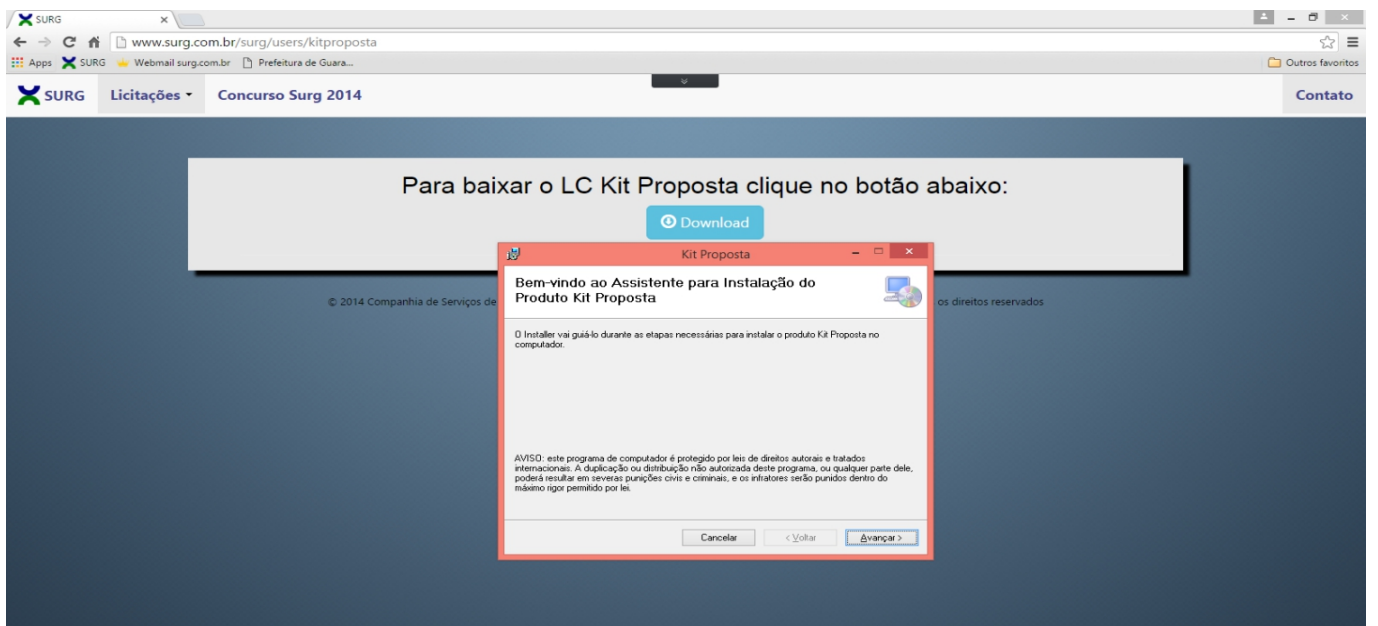 SURG
www.surg.com.br/surg/users/kitproposta
Apps SURG Webmail surg.com.br Prefeitura de Guara... Outros favoritos
SURG Licitações Concurso Surg 2014 Contato
Para baixar o LC Kit Proposta clique no botão abaixo:
Download
Kit Proposta
Bem-vindo ao Assistente para Instalação do
Produto Kit Proposta
© 2014 Companhia de Serviços de os direitos reservados
O Installer vai guiá-lo durante as etapas necessárias para instalar o produto Kit Proposta no
computador.
AVISO: este programa de computador é protegido por leis de direitos autorais e tratados
internacionais. A duplicação ou distribuição não autorizada deste programa, ou qualquer parte dele,
poderá resultar em severas punições civis e criminais, e os infratores serão punidos dentro do
máximo rigor permitido por lei.
Cancelar < Voltar Avançar >